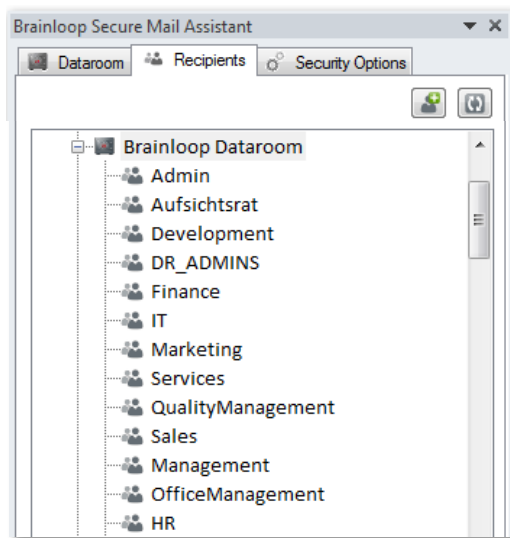 Brainloop Secure Mail Assistant
Dataroom Recipients Security Options
Brainloop Dataroom
Admin
Aufsichtsrat
Development
DR_ADMINS
Finance
IT
Marketing
Services
QualityManagement
Sales
Management
OfficeManagement
HR